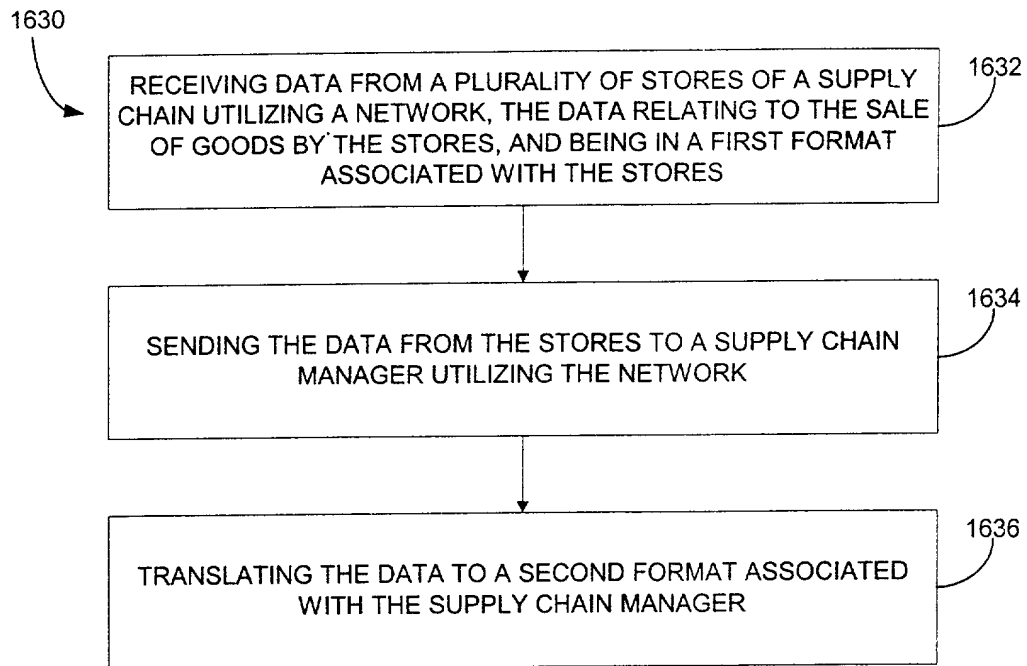 1630
RECEIVING DATA FROM A PLURALITY OF STORES OF A SUPPLY
CHAIN UTILIZING A NETWORK, THE DATA RELATING TO THE SALE
OF GOODS BY THE STORES, AND BEING IN A FIRST FORMAT
ASSOCIATED WITH THE STORES
1632
SENDING THE DATA FROM THE STORES TO A SUPPLY CHAIN
MANAGER UTILIZING THE NETWORK
1634
TRANSLATING THE DATA TO A SECOND FORMAT ASSOCIATED
WITH THE SUPPLY CHAIN MANAGER
1636